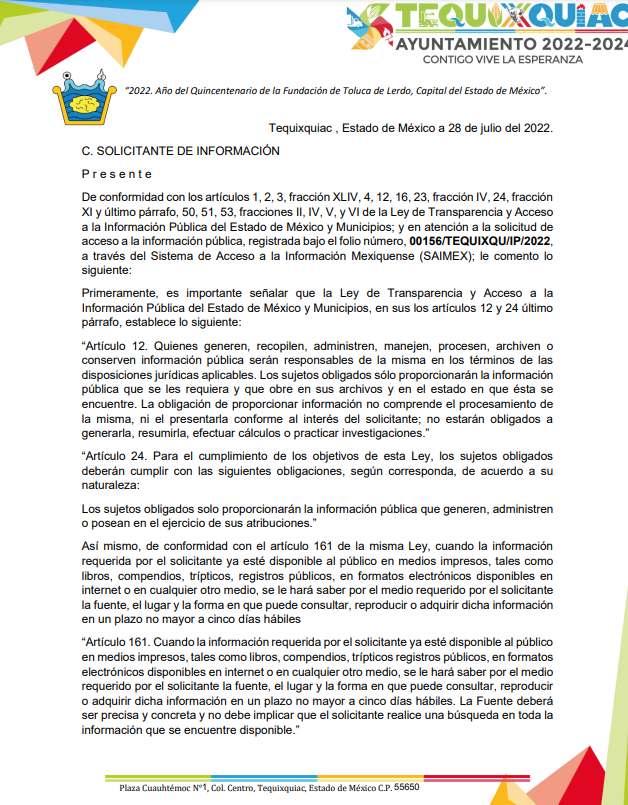 TEQUIXQUIAC
AYUNTAMIENTO 2022-2024
CONTIGO VIVE LA ESPERANZA
"2022. Año del Quincentenario de la Fundación de Toluca de Lerdo, Capital del Estado de México".
Tequixquiac , Estado de México a 28 de julio del 2022.
C. SOLICITANTE DE INFORMACIÓN
P r e s e n t e
De conformidad con los artículos 1, 2, 3, fracción XLIV, 4, 12, 16, 23, fracción IV, 24, fracción
XI y último párrafo, 50, 51, 53, fracciones II, IV, V, y VI de la Ley de Transparencia y Acceso
a la Información Pública del Estado de México y Municipios; y en atención a la solicitud de
acceso a la información pública, registrada bajo el folio número, 00156/TEQUIXQU/IP/2022,
a través del Sistema de Acceso a la Información Mexiquense (SAIMEX); le comento lo
siguiente:
Primeramente, es importante señalar que la Ley de Transparencia y Acceso a la
Información Pública del Estado de México y Municipios, en sus los artículos 12 y 24 último
párrafo, establece lo siguiente:
"Artículo 12. Quienes generen, recopilen, administren, manejen, procesen, archiven o
conserven información pública serán responsables de la misma en los términos de las
disposiciones jurídicas aplicables. Los sujetos obligados sólo proporcionarán la información
pública que se les requiera y que obre en sus archivos y en el estado en que ésta se
encuentre. La obligación de proporcionar información no comprende el procesamiento de
la misma, ni el presentarla conforme al interés del solicitante; no estarán obligados a
generarla, resumirla, efectuar cálculos o practicar investigaciones."
"Artículo 24. Para el cumplimiento de los objetivos de esta Ley, los sujetos obligados
deberán cumplir con las siguientes obligaciones, según corresponda, de acuerdo a su
naturaleza:
Los sujetos obligados solo proporcionarán la información pública que generen, administren
o posean en el ejercicio de sus atribuciones."
Así mismo, de conformidad con el artículo 161 de la misma Ley, cuando la información
requerida por el solicitante ya esté disponible al público en medios impresos, tales como
libros, compendios, trípticos, registros públicos, en formatos electrónicos disponibles en
internet o en cualquier otro medio, se le hará saber por el medio requerido por el solicitante
la fuente, el lugar y la forma en que puede consultar, reproducir o adquirir dicha información
en un plazo no mayor a cinco días hábiles
"Artículo 161. Cuando la información requerida por el solicitante ya esté disponible al público
en medios impresos, tales como libros, compendios, trípticos registros públicos, en formatos
electrónicos disponibles en internet o en cualquier otro medio, se le hará saber por el medio
requerido por el solicitante la fuente, el lugar y la forma en que puede consultar, reproducir
o adquirir dicha información en un plazo no mayor a cinco días hábiles. La Fuente deberá
ser precisa y concreta y no debe implicar que el solicitante realice una búsqueda en toda la
información que se encuentre disponible."
Plaza Cuauhtémoc N°1, Col. Centro, Tequixquiac, Estado de México C.P. 55650